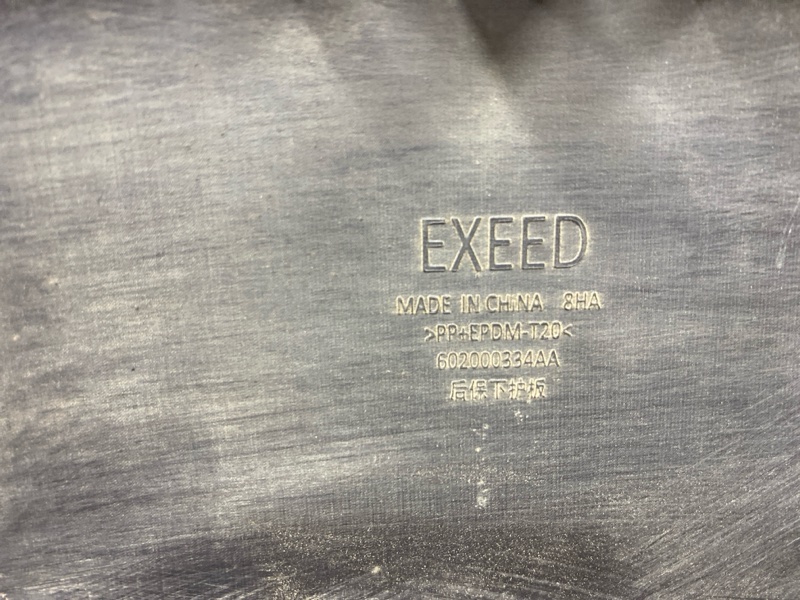 EXEED
MADE IN CHINA 8HA
>PP+EPDM-T20<
602000334AA
后保下护板